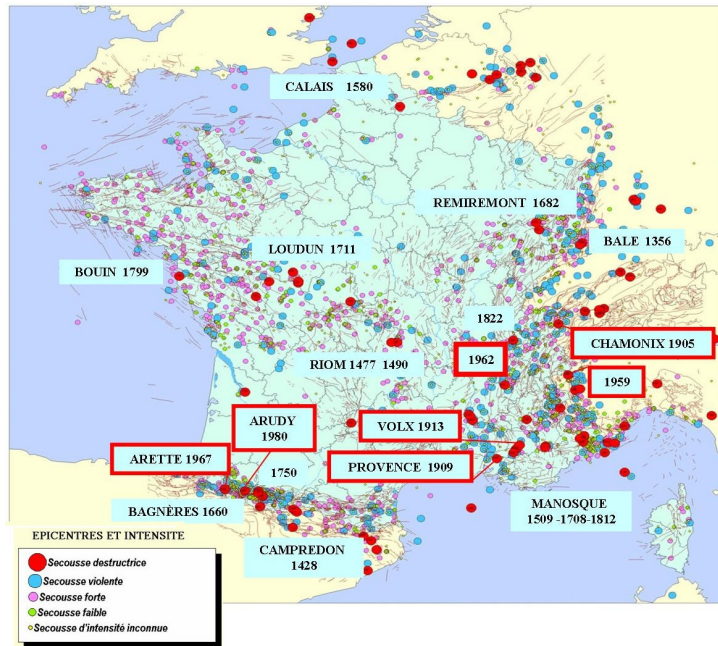 CALAIS 1580
REMIREMONT 1682
LOUDUN 1711
BALE 1356
BOUIN 1799
1822
CHAMONIX 1905
RIOM 1477 1490
1962
1959
ARUDY
1980
VOLX 1913
ARETTE 1967
1750
PROVENCE 1909
BAGNÈRES 1660
MANOSQUE
1509 -1708-1812
CAMPREDON
1428
EPICENTRES ET INTENSITE
Secousse destructrice
Secousse violente
Secousse forte
Secousse faible
Secousse d'intensité inconnue